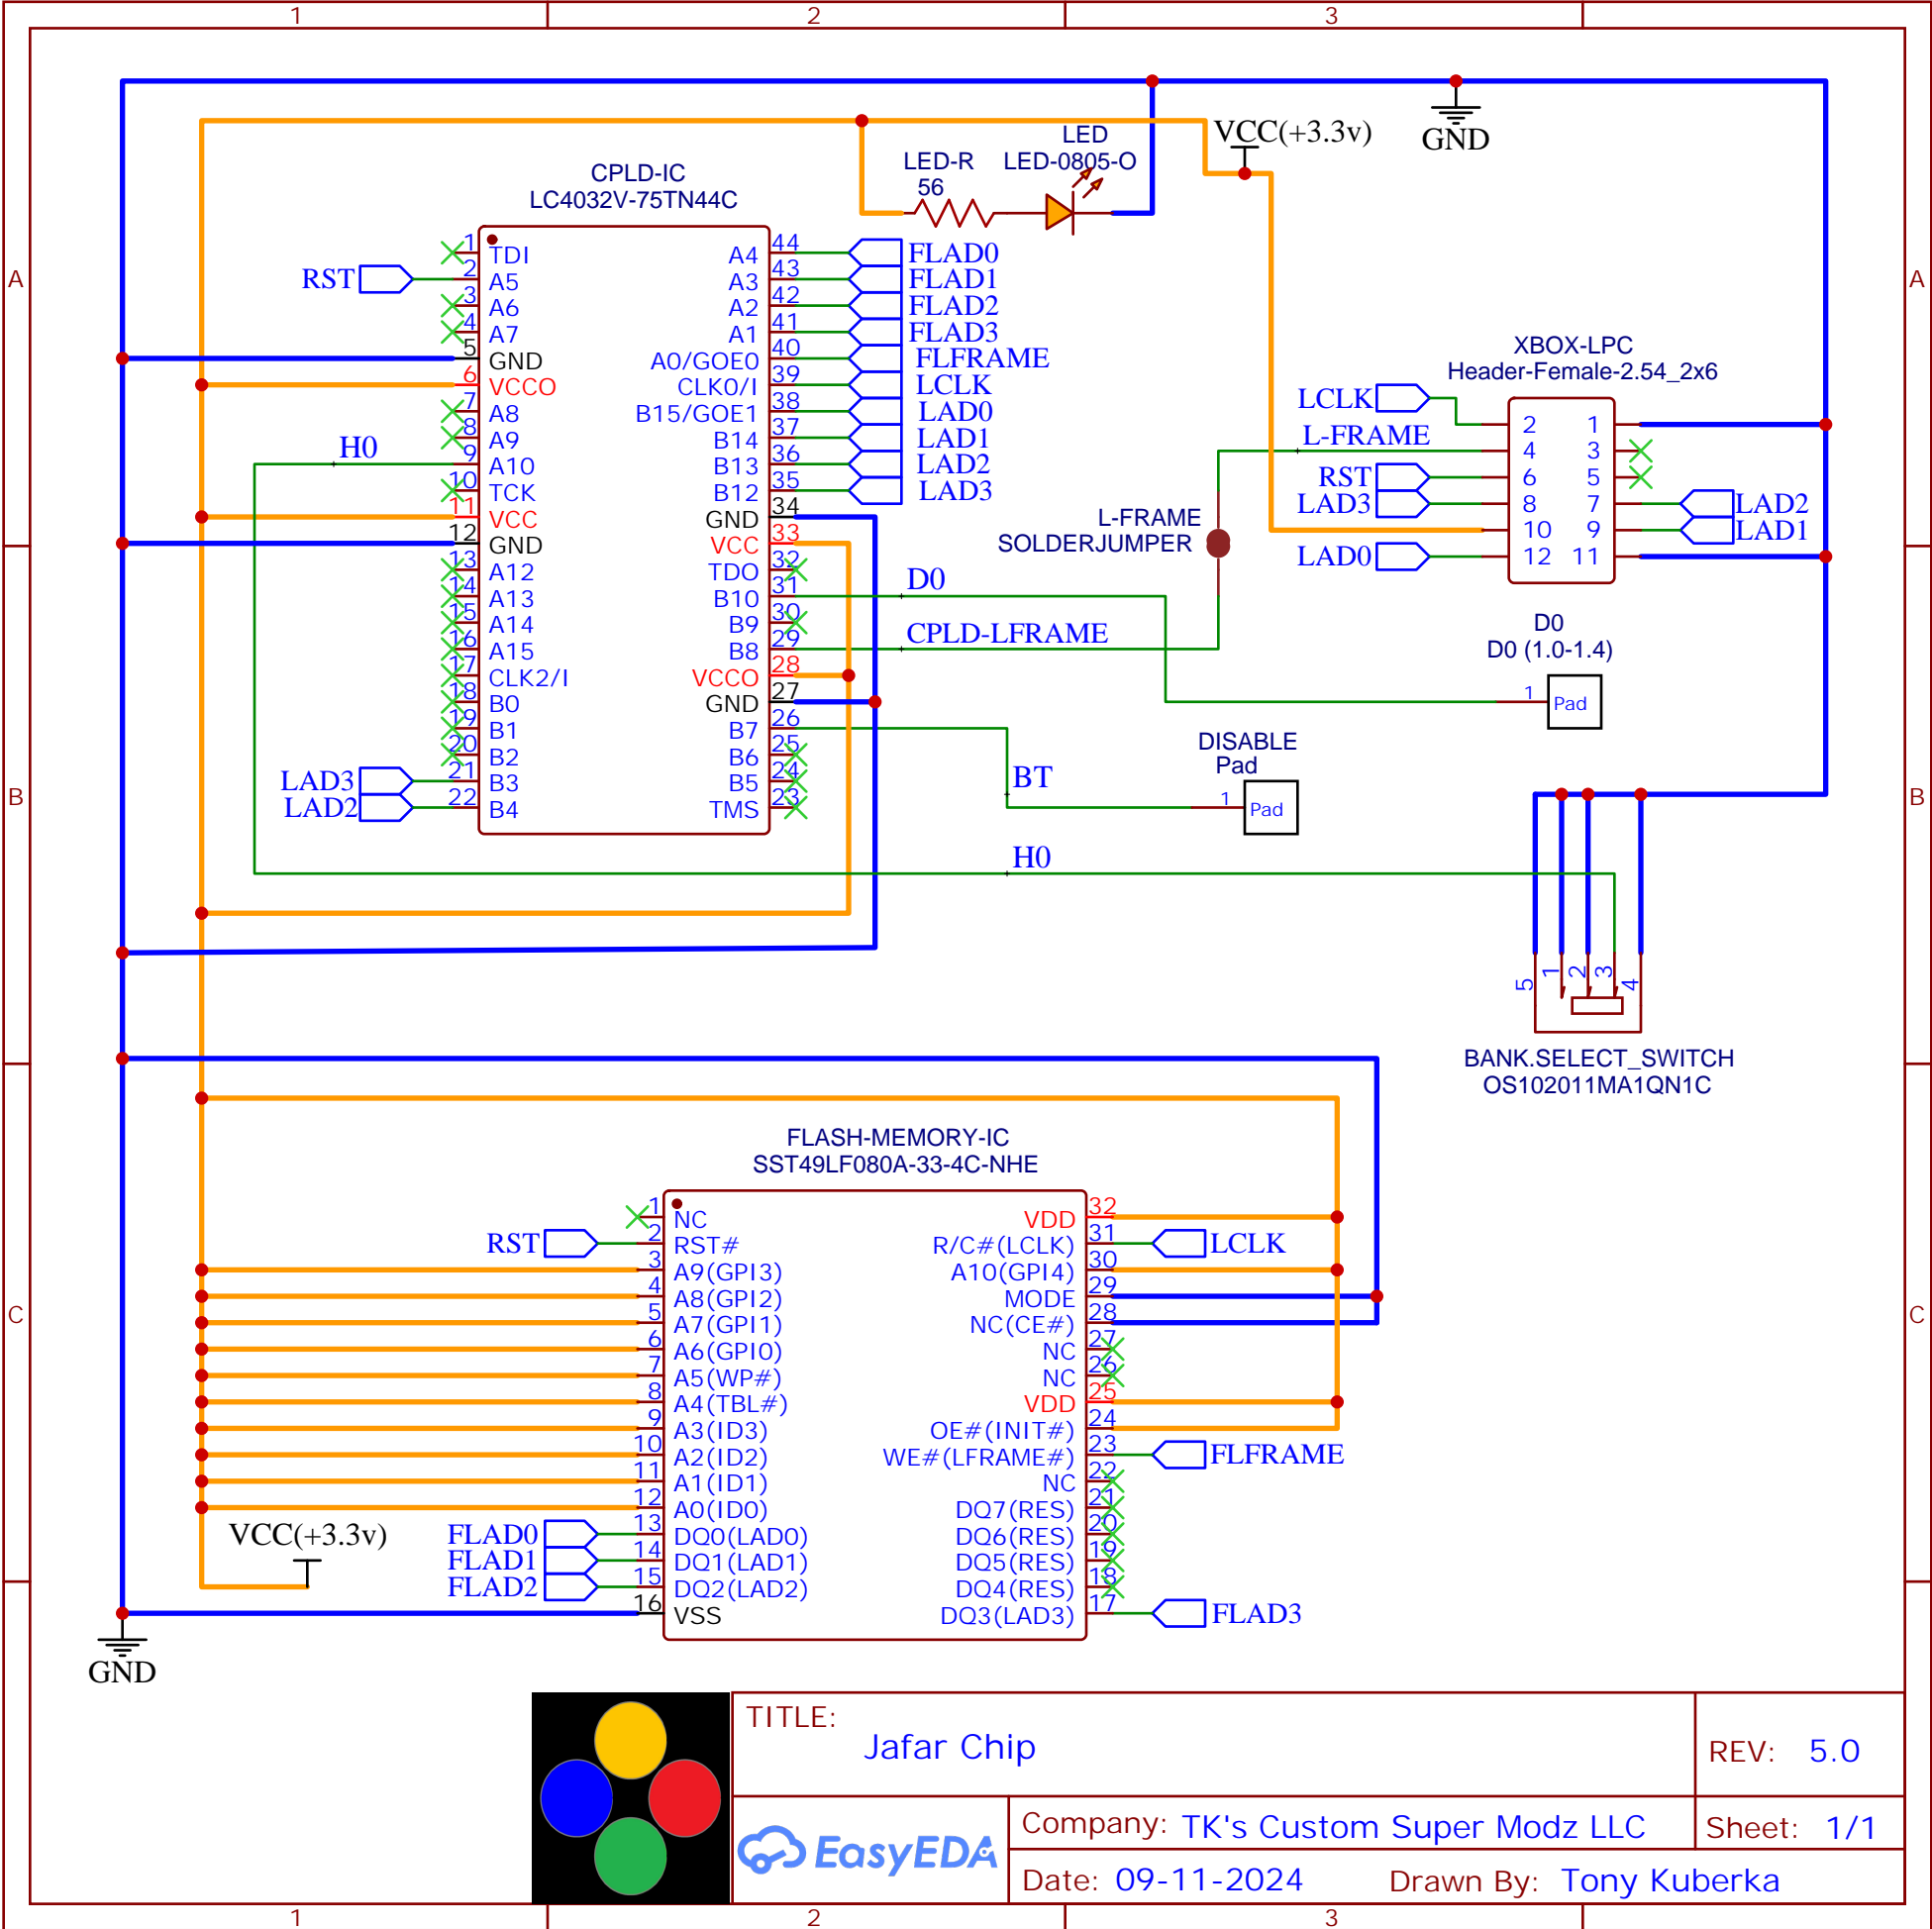 1
2
3
A
A
B
B
C
C
1
2
3
GND
VCC(+3.3v)
LED
LED-0805-O
LED-R
56
CPLD-IC
LC4032V-75TN44C
1 TDI
RST 2 A5
3 A6
4 A7
5 GND
6 VCCO
7 A8
8 A9
H0 9 A10
10 TCK
11 VCC
12 GND
13 A12
14 A13
15 A14
16 A15
17 CLK2/I
18 B0
19 B1
20 B2
LAD3 21 B3
LAD2 22 B4
A4 44 FLAD0
A3 43 FLAD1
A2 42 FLAD2
A1 41 FLAD3
A0/GOE0 40 FLFRAME
CLK0/I 39 LCLK
B15/GOE1 38 LAD0
B14 37 LAD1
B13 36 LAD2
B12 35 LAD3
GND 34
VCC 33
TDO 32
B10 31 D0
B9 30
B8 29 CPLD-LFRAME
VCCO 28
GND 27
B7 26 BT
B6 25
B5 24
TMS 23
H0
L-FRAME
SOLDERJUMPER
XBOX-LPC
Header-Female-2.54_2x6
LCLK 2 1
L-FRAME 4 3
RST 6 5
LAD3 8 7 LAD2
10 9 LAD1
LAD0 12 11
D0
D0 (1.0-1.4)
1 Pad
DISABLE
Pad
1 Pad
5 1 2 3 4
BANK.SELECT_SWITCH
OS102011MA1QN1C
FLASH-MEMORY-IC
SST49LF080A-33-4C-NHE
1 NC
RST 2 RST#
3 A9(GPI3)
4 A8(GPI2)
5 A7(GPI1)
6 A6(GPI0)
7 A5(WP#)
8 A4(TBL#)
9 A3(ID3)
10 A2(ID2)
11 A1(ID1)
12 A0(ID0)
FLAD0 13 DQ0(LAD0)
FLAD1 14 DQ1(LAD1)
FLAD2 15 DQ2(LAD2)
16 VSS
VDD 32
R/C#(LCLK) 31 LCLK
A10(GPI4) 30
MODE 29
NC(CE#) 28
NC 27
NC 26
VDD 25
OE#(INIT#) 24
WE#(LFRAME#) 23 FLFRAME
NC 22
DQ7(RES) 21
DQ6(RES) 20
DQ5(RES) 19
DQ4(RES) 18
DQ3(LAD3) 17 FLAD3
VCC(+3.3v)
GND
TITLE:
Jafar Chip
REV: 5.0
EasyEDA
Company: TK's Custom Super Modz LLC
Sheet: 1/1
Date: 09-11-2024
Drawn By: Tony Kuberka